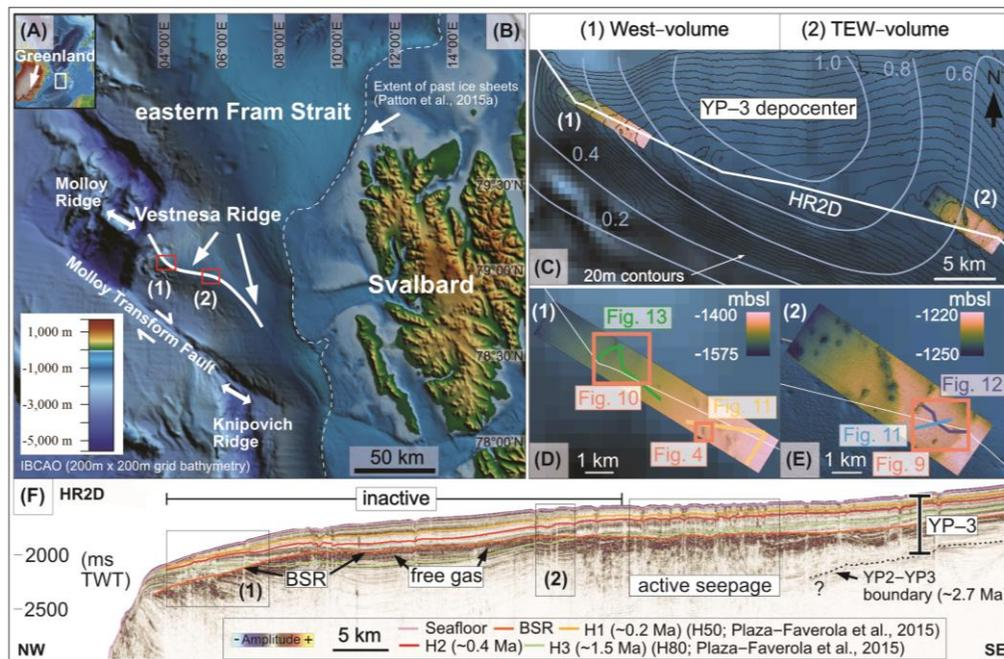 (A)
Greenland
04°00'E
06°00'E
08°00'E
10°00'E
12°00'E
14°00'E
(B)
Extent of past ice sheets
(Patton et al., 2015a)
eastern Fram Strait
Molloy
Ridge
Vestnesa Ridge
79°30'N
79°00'N
78°30'N
78°00'N
(1)
(2)
Svalbard
Molloy Transform Fault
Knipovich
Ridge
1,000 m
0 m
-1,000 m
-3,000 m
-5,000 m
IBCAO (200m x 200m grid bathymetry)
50 km
(1) West–volume
(2) TEW–volume
1.0
0.8
0.6
N
YP–3 depocenter
(1)
0.4
0.2
HR2D
(2)
(C)
20m contours
5 km
(1)
mbsl
-1400
-1575
Fig. 13
Fig. 10
Fig. 11
Fig. 4
(D)
1 km
(2)
mbsl
-1220
-1250
Fig. 12
Fig. 11
Fig. 9
(E)
1 km
(F)
HR2D
inactive
YP–3
2000
(ms
TWT)
2500
(1)
BSR
free gas
(2)
active seepage
?
YP2–YP3
boundary (~2.7 Ma)
NW
- Amplitude +
5 km
Seafloor
BSR
H1 (~0.2 Ma) (H50; Plaza–Faverola et al., 2015)
H2 (~0.4 Ma)
H3 (~1.5 Ma) (H80; Plaza–Faverola et al., 2015)
SE